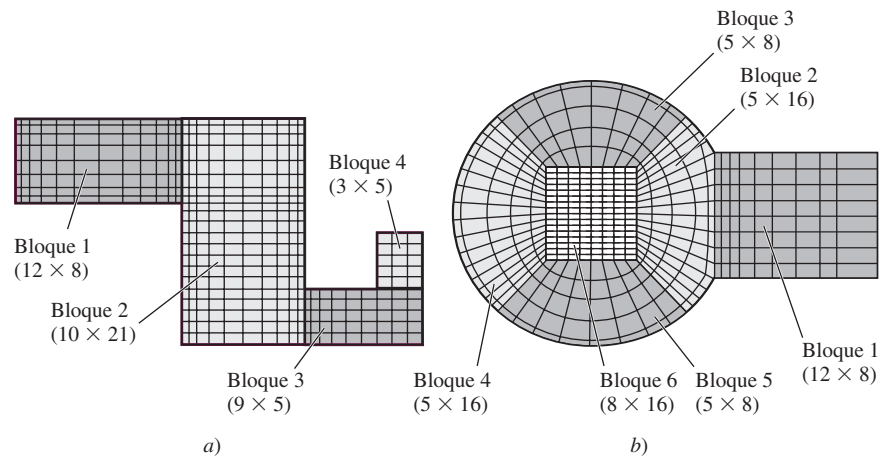 Bloque 1
(12 × 8)
Bloque 2
(10 × 21)
Bloque 3
(9 × 5)
Bloque 4
(3 × 5)
a)
Bloque 3
(5 × 8)
Bloque 2
(5 × 16)
Bloque 1
(12 × 8)
Bloque 4
(5 × 16)
Bloque 6
(8 × 16)
Bloque 5
(5 × 8)
b)